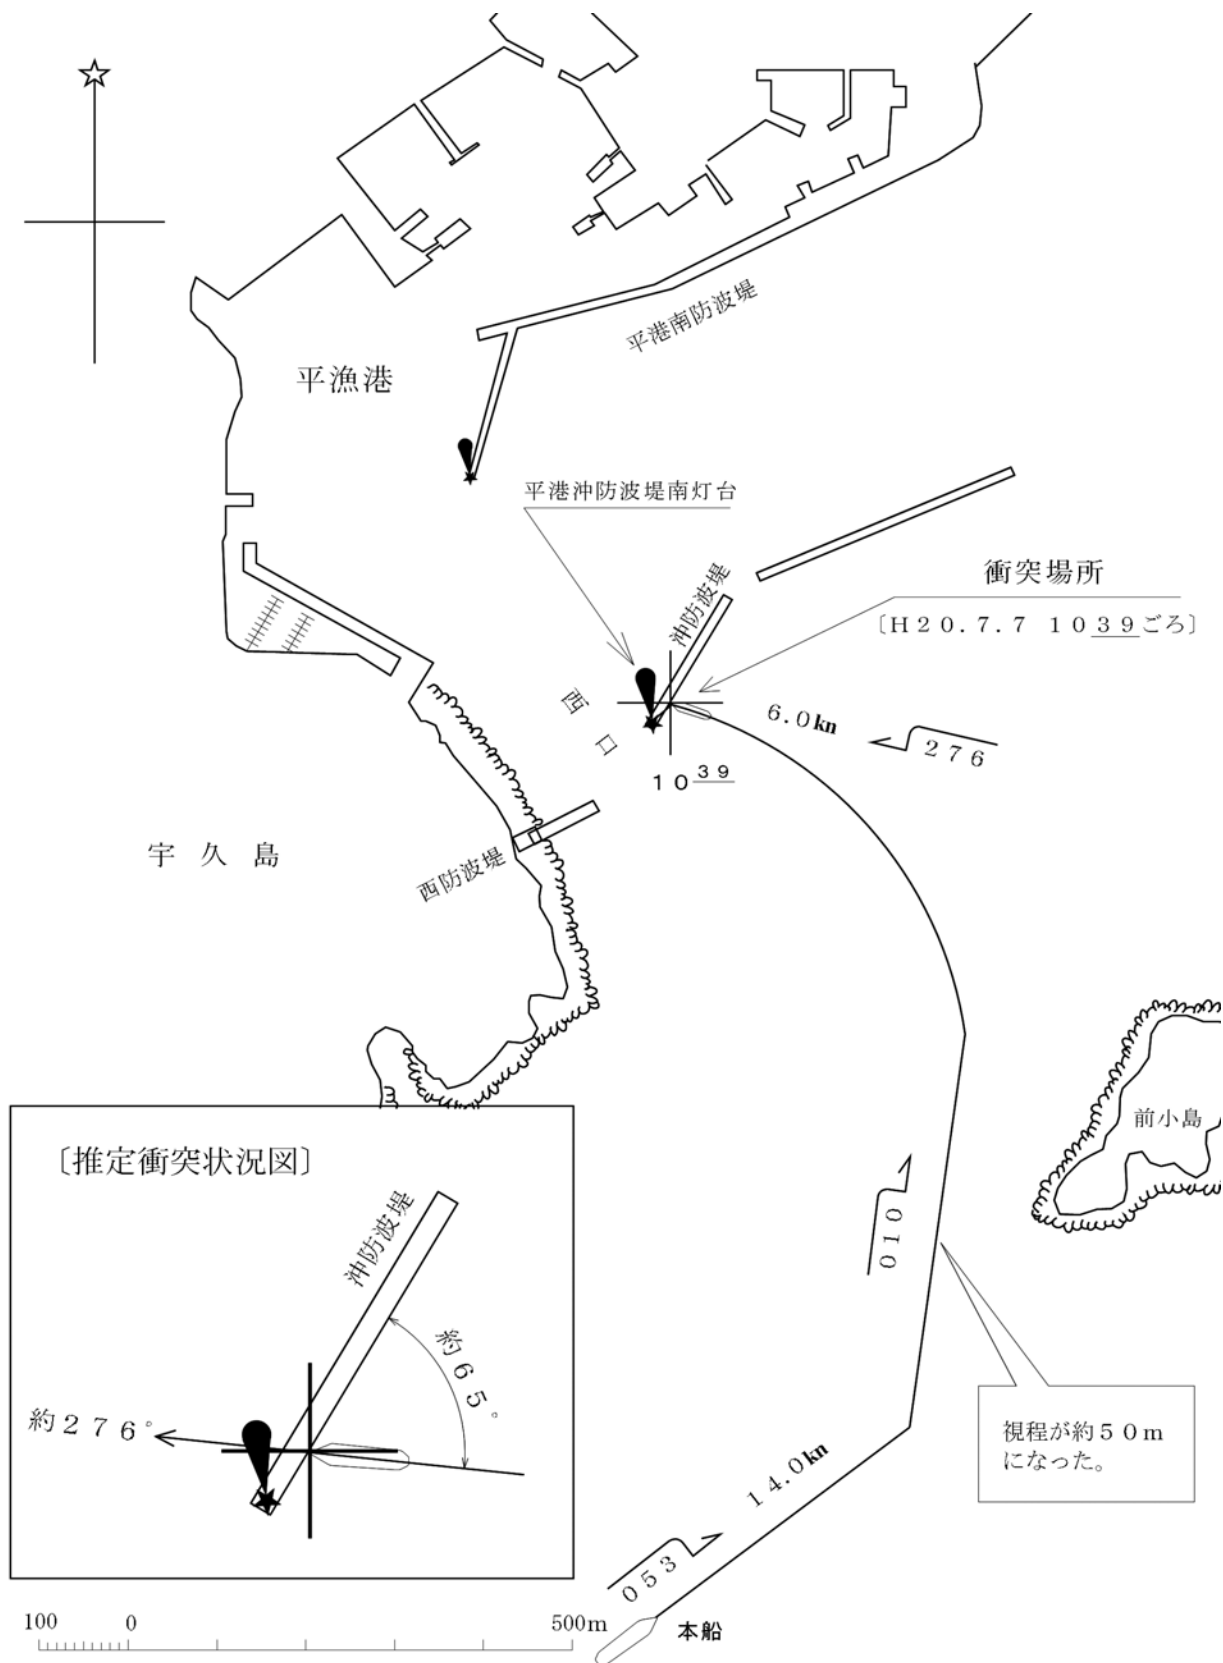 平港南防波堤
平漁港
平港沖防波堤南灯台
沖防波堤
衝突場所
〔H20.7.7 1039ごろ〕
西口
6.0kn
276
1039
宇久島
西防波堤
前小島
〔推定衝突状況図〕
沖防波堤
約65°
約276°
010
視程が約50m
になった。
14.0kn
053
本船
100 0 500m